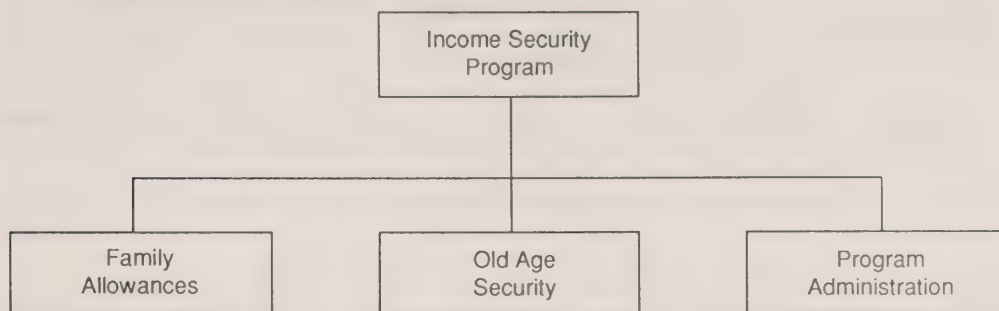 Income Security
Program
Family
Allowances
Old Age
Security
Program
Administration